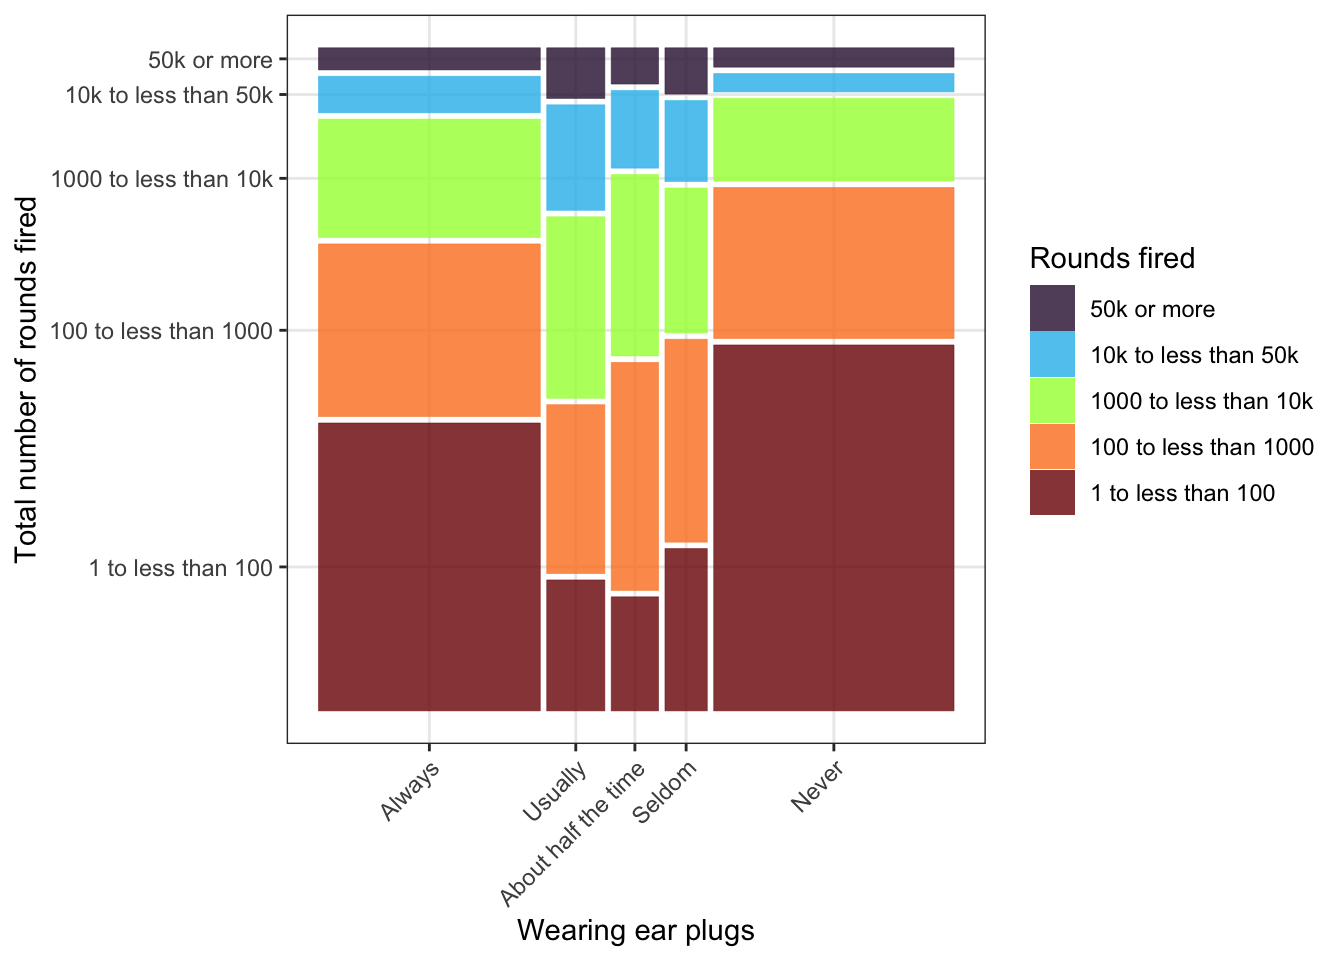 50k or more
10k to less than 50k
1000 to less than 10k
100 to less than 1000
1 to less than 100
Total number of rounds fired
Always
Usually
About half the time
Seldom
Never
Wearing ear plugs
Rounds fired
50k or more
10k to less than 50k
1000 to less than 10k
100 to less than 1000
1 to less than 100